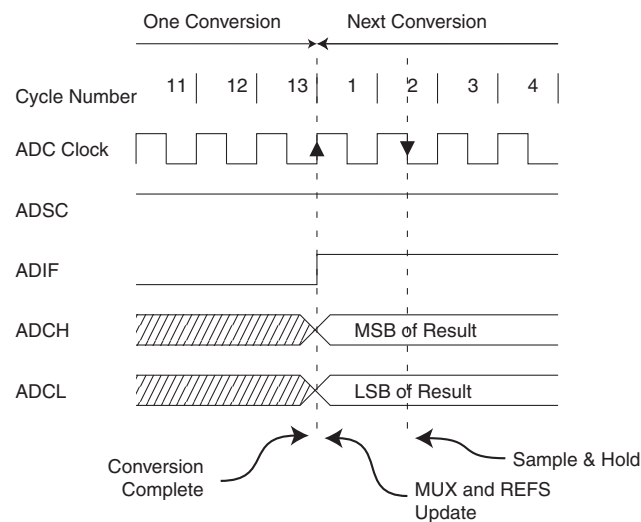 One Conversion Next Conversion
Cycle Number 11 12 13 1 2 3 4
ADC Clock
ADSC
ADIF
ADCH MSB of Result
ADCL LSB of Result
Conversion
Complete
MUX and REFS
Update
Sample & Hold